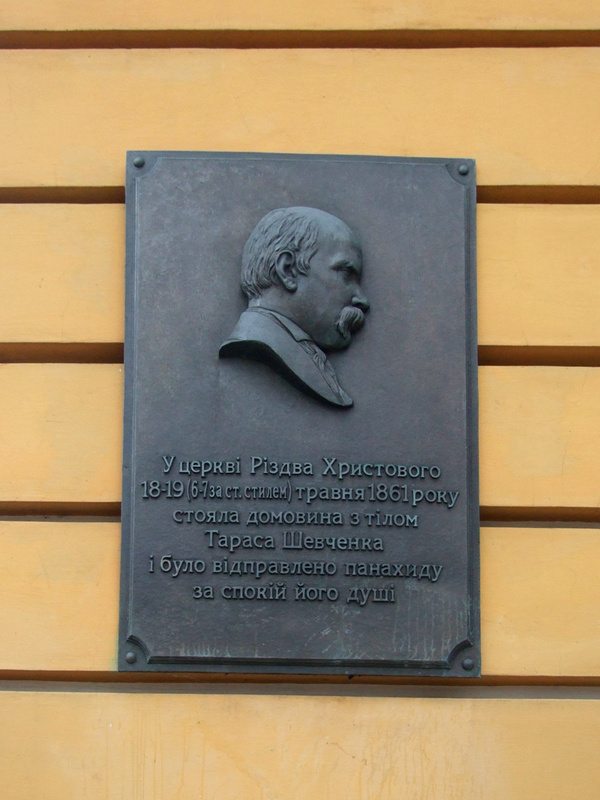 У церкві Різдва Христового
18-19 (6-7 за ст. стилем) травня 1861 року
стояла домовина з тілом
Тараса Шевченка
і було відправлено панахиду
за спокій його душі